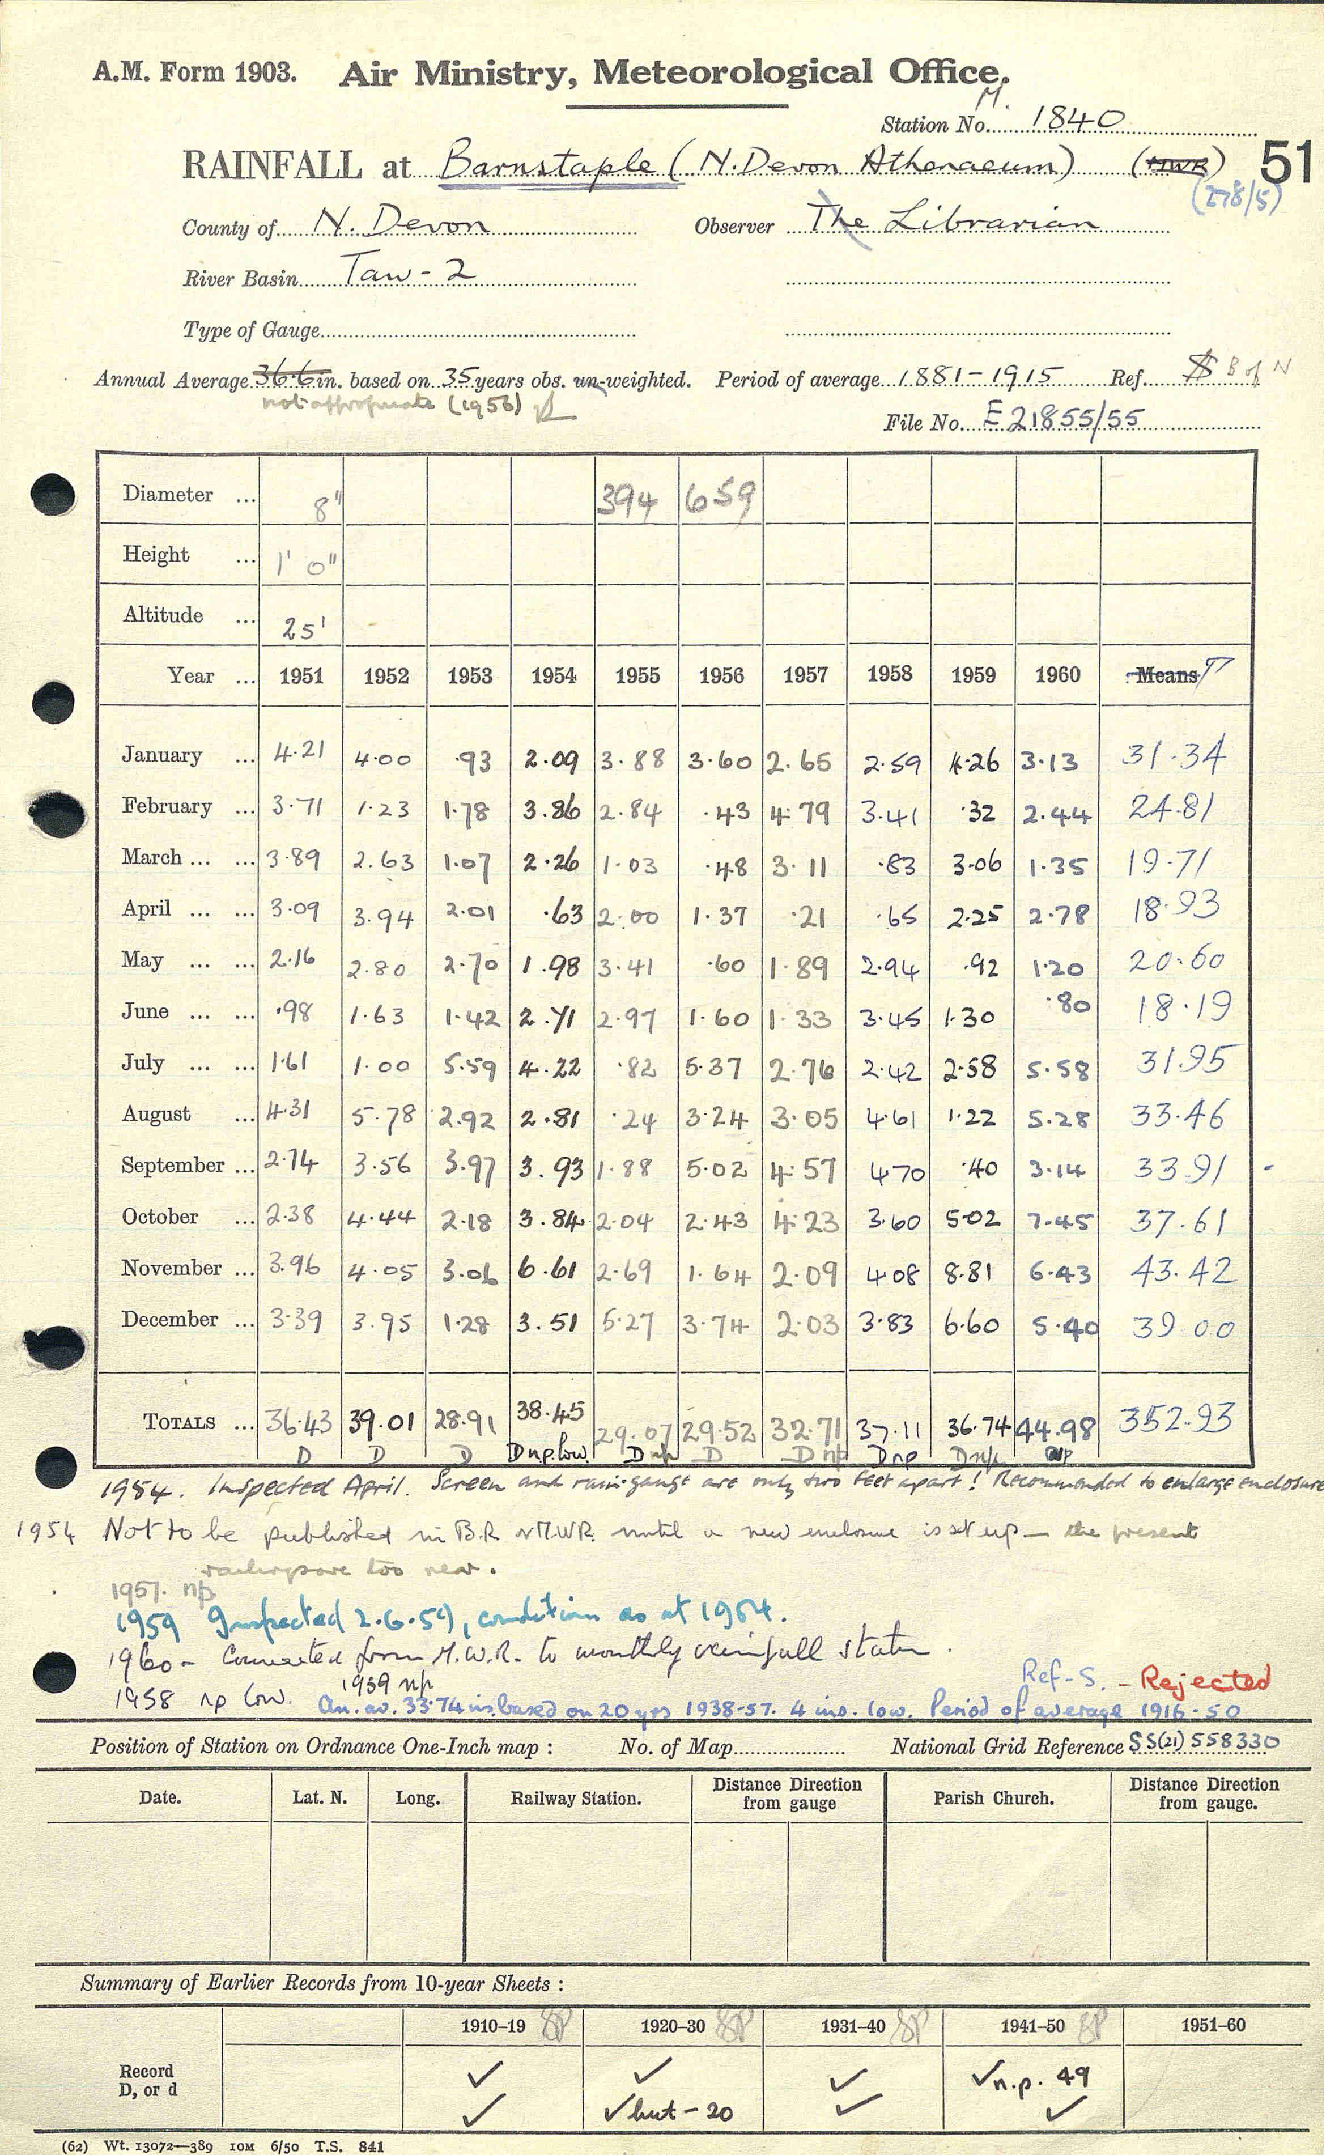 A.M. Form 1903. Air Ministry, Meteorological Office.
M.
Station No. 1840
RAINFALL at Barnstaple (N. Devon Athenaeum) (MWR) 51
(278/5)
County of N. Devon Observer The Librarian
River Basin Taw - 2
Type of Gauge
Annual Average 36.6 in. based on 35 years obs. un-weighted. Period of average 1881-1915 Ref. B of N
not appropriate (1956)
File No. E 21855/55
Diameter ... 8" 394 659
Height ... 1' 0"
Altitude ... 25'
Year ... 1951 1952 1953 1954 1955 1956 1957 1958 1959 1960 Means T
January ... 4.21 4.00 .93 2.09 3.88 3.60 2.65 2.59 4.26 3.13 31.34
February ... 3.71 1.23 1.78 3.86 2.84 .43 4.79 3.41 .32 2.44 24.81
March ... ... 3.89 2.63 1.07 2.26 1.03 .48 3.11 .83 3.06 1.35 19.71
April ... ... 3.09 3.94 2.01 .63 2.00 1.37 .21 .65 2.25 2.78 18.93
May ... ... 2.16 2.80 2.70 1.98 3.41 .60 1.89 2.94 .92 1.20 20.60
June ... ... .98 1.63 1.42 2.71 2.97 1.60 1.33 3.45 1.30 .80 18.19
July ... ... 1.61 1.00 5.59 4.22 .82 5.37 2.76 2.42 2.58 5.58 31.95
August ... 4.31 5.78 2.92 2.81 .24 3.24 3.05 4.61 1.22 5.28 33.46
September ... 2.74 3.56 3.97 3.93 1.88 5.02 4.57 4.70 .40 3.14 33.91
October ... 2.38 4.44 2.18 3.84 2.04 2.43 4.23 3.60 5.02 7.45 37.61
November ... 3.96 4.05 3.06 6.61 2.69 1.64 2.09 4.08 8.81 6.43 43.42
December ... 3.39 3.95 1.28 3.51 5.27 3.74 2.03 3.83 6.60 5.40 39.00
TOTALS ... 36.43 39.01 28.91 38.45 29.07 29.52 32.71 37.11 36.74 44.98 352.93
D D D D np low D np D D np D np D np np
1954. Inspected April. Screen and rain-gauge are only two feet apart! Recommended to enlarge enclosure
1954 Not to be published in B.R or M.W.R. until a new enclosure is set up - the present
railings are too near.
1957. np
1959 Inspected 2.6.59, condition as at 1954.
1960 - Converted from M.W.R. to monthly rainfall station.
1958 np low. 1959 np Ref-S. - Rejected
An. av. 33.74 ins. based on 20 yrs 1938-57. 4 ins. low. Period of average 1916-50
Position of Station on Ordnance One-Inch map : No. of Map National Grid Reference SS(21) 558330
Date. Lat. N. Long. Railway Station. Distance Direction from gauge Parish Church. Distance Direction from gauge.
Summary of Earlier Records from 10-year Sheets :
1910-19 1920-30 1931-40 1941-50 1951-60
Record ✓ ✓ ✓ ✓ n.p. 49
D, or d ✓ ✓ but - 20 ✓ ✓
(62) Wt. 13072—389 10M 6/50 T.S. 841